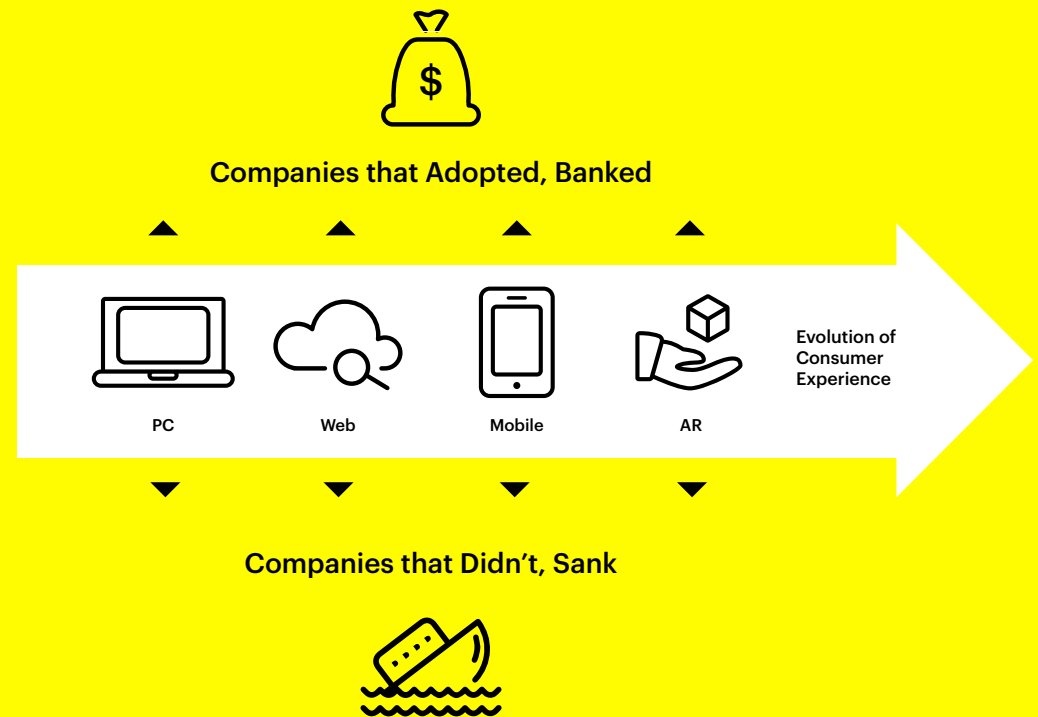 $
Companies that Adopted, Banked
PC
Web
Mobile
AR
Evolution of
Consumer
Experience
Companies that Didn’t, Sank